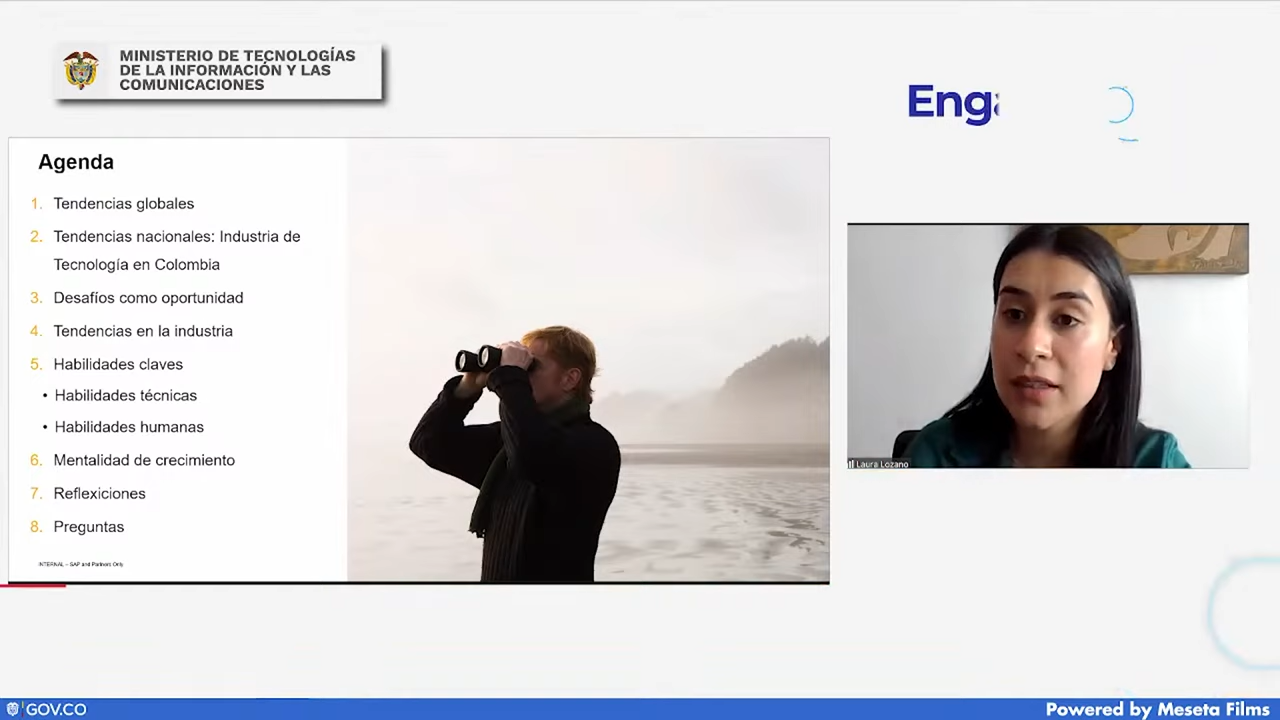 MINISTERIO DE TECNOLOGÍAS
DE LA INFORMACIÓN Y LAS
COMUNICACIONES
Eng
Agenda
1. Tendencias globales
2. Tendencias nacionales: Industria de
Tecnología en Colombia
3. Desafíos como oportunidad
4. Tendencias en la industria
5. Habilidades claves
• Habilidades técnicas
• Habilidades humanas
6. Mentalidad de crecimiento
7. Reflexiciones
8. Preguntas
INTERNAL – SAP and Partners Only
Laura Lozano
GOV.CO
Powered by Meseta Films